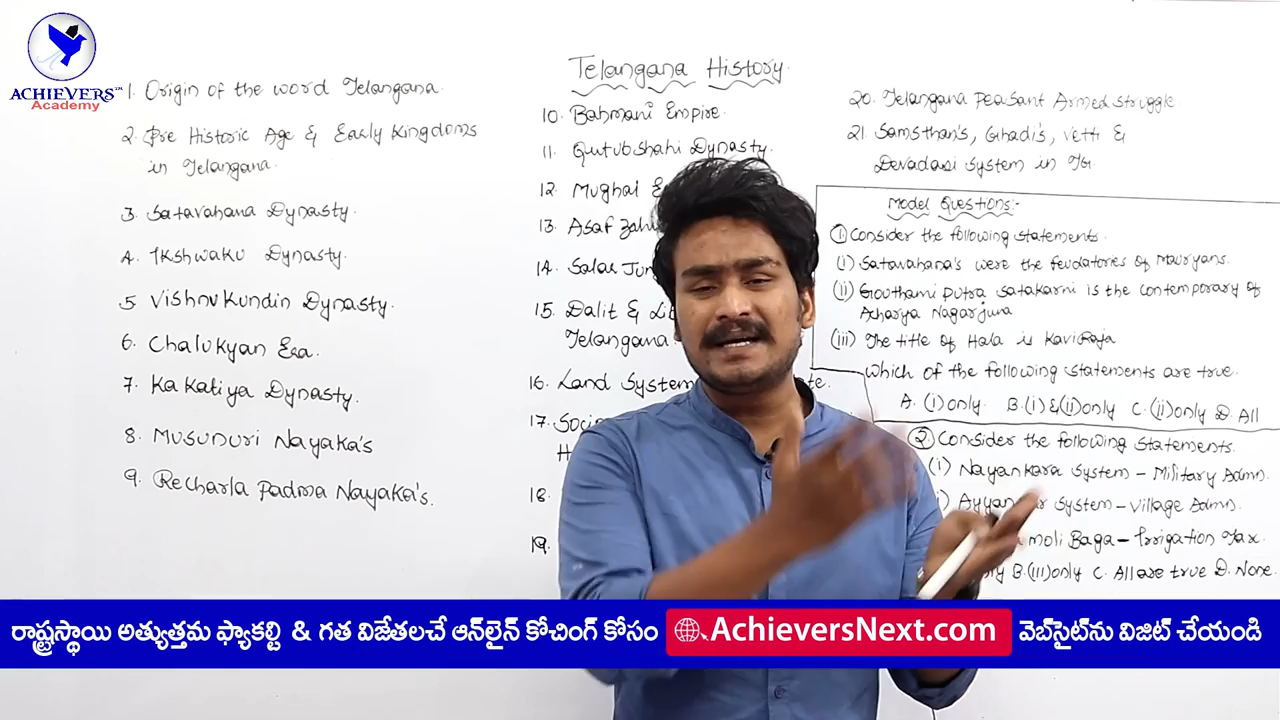 ACHIEVERS™
Academy
Telangana History
1. Origin of the word Telangana.
2. Pre Historic Age & Early Kingdoms
in Telangana.
3. Satavahana Dynasty.
4. Ikshwaku Dynasty.
5 Vishnukundin Dynasty.
6. Chalukyan Era.
7. Kakatiya Dynasty.
8. Musunuri Nayaka's
9. Recharla Padma Nayaka's.
10. Bahmani Empire.
11. Qutubshahi Dynasty.
12. Mughal
13. Asaf
14. Salar
15. Dalit &
Telangana.
16. Land System
17.
18
19.
20. Telangana Peasant Armed struggle
21. Samsthan's, Ghadi's, Vetti &
Devadasi System in TG.
Model Questions:-
① Consider the following statements.
(i) Satavahana's were the feudatories of Mauryans.
(ii) Gouthami putra Satakarni is the contemporary of
Acharya Nagarjuna
(iii) The title of Hala is KaviRaja
which of the following statements are true.
A. (i) only. B. (i) & (ii) only C. (ii) only D. All
② Consider the following statements.
(i) Nayankara System - Military Admn.
System - Village Admn.
Baga - Irrigation Tax.
B. (iii) only C. All are true D. None.
రాష్ట్రస్థాయి అత్యుత్తమ ఫ్యాకల్టీ & గత విజేతలచే ఆన్‌లైన్ కోచింగ్ కోసం AchieversNext.com వెబ్‌సైట్‌ను విజిట్ చేయండి